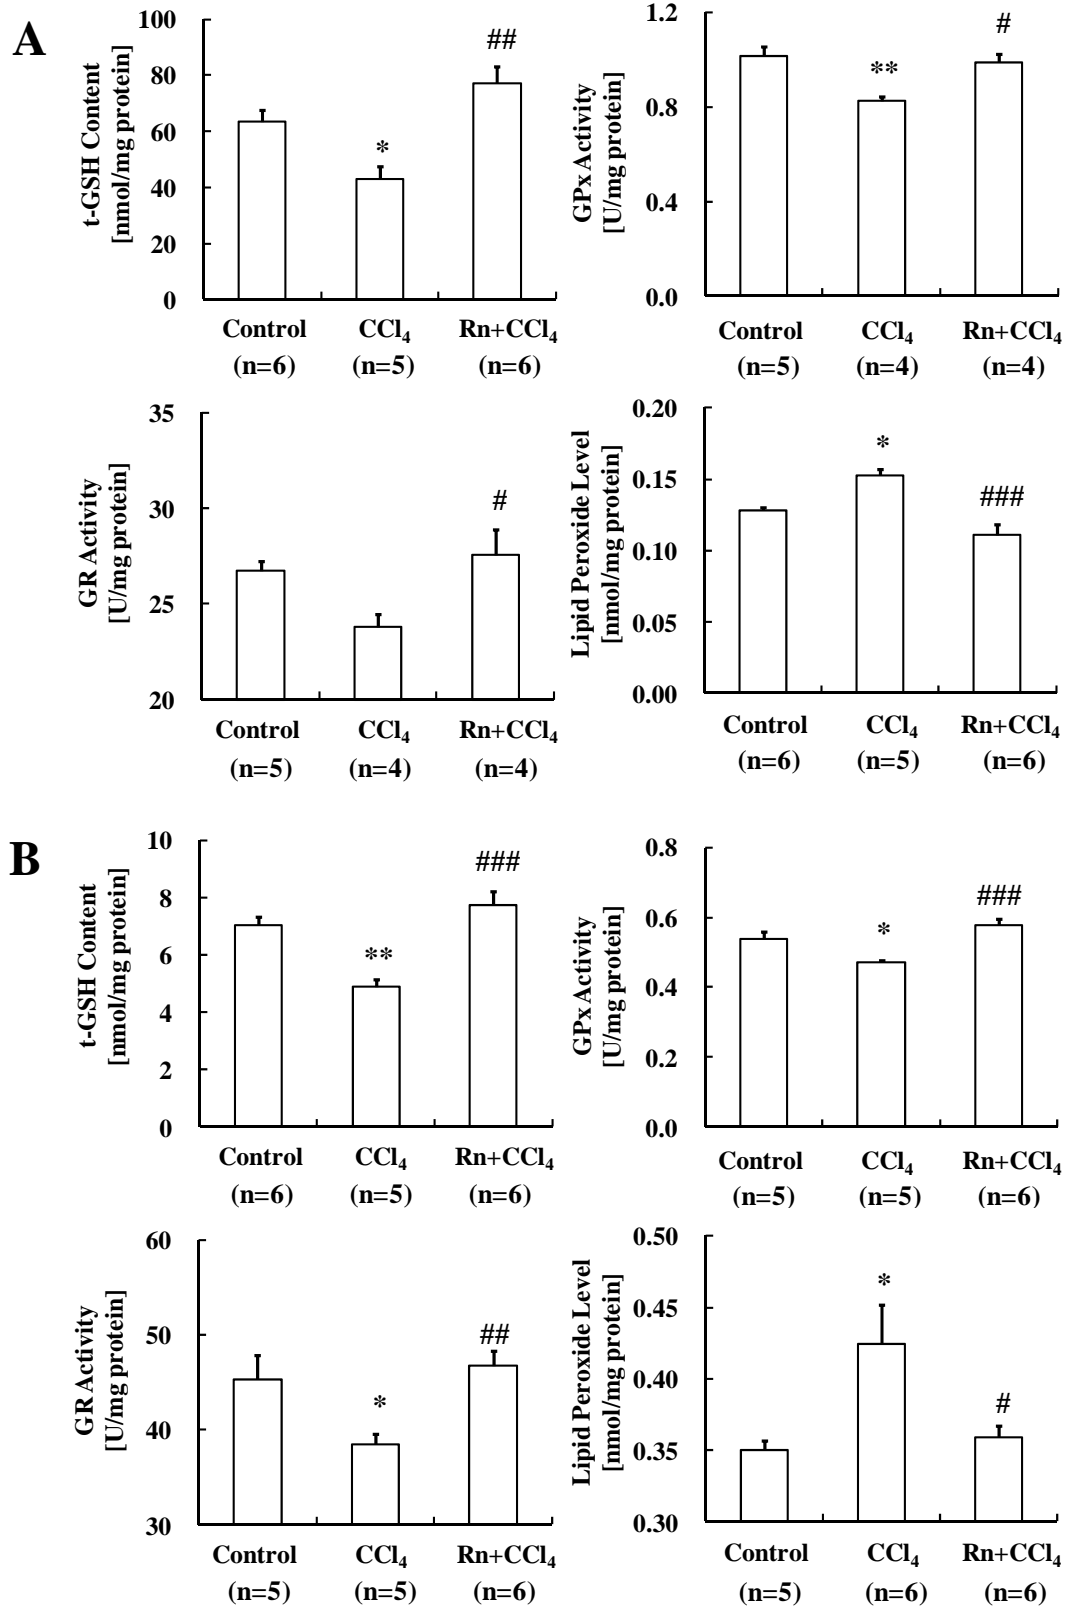 A
t-GSH Content
[nmol/mg protein]
100
80
60
40
20
0
*
##
Control
CCl4
Rn+CCl4
(n=6)
(n=5)
(n=6)
GPx Activity
[U/mg protein]
1.2
0.8
0.4
0.0
**
#
Control
CCl4
Rn+CCl4
(n=5)
(n=4)
(n=4)
GR Activity
[U/mg protein]
35
30
25
20
#
Control
CCl4
Rn+CCl4
(n=5)
(n=4)
(n=4)
Lipid Peroxide Level
[nmol/mg protein]
0.20
0.15
0.10
0.05
0.00
*
###
Control
CCl4
Rn+CCl4
(n=6)
(n=5)
(n=6)
B
t-GSH Content
[nmol/mg protein]
10
8
6
4
2
0
**
###
Control
CCl4
Rn+CCl4
(n=6)
(n=5)
(n=6)
GPx Activity
[U/mg protein]
0.8
0.6
0.4
0.2
0.0
*
###
Control
CCl4
Rn+CCl4
(n=5)
(n=5)
(n=6)
GR Activity
[U/mg protein]
60
50
40
30
*
##
Control
CCl4
Rn+CCl4
(n=5)
(n=5)
(n=6)
Lipid Peroxide Level
[nmol/mg protein]
0.50
0.45
0.40
0.35
0.30
*
#
Control
CCl4
Rn+CCl4
(n=5)
(n=6)
(n=6)